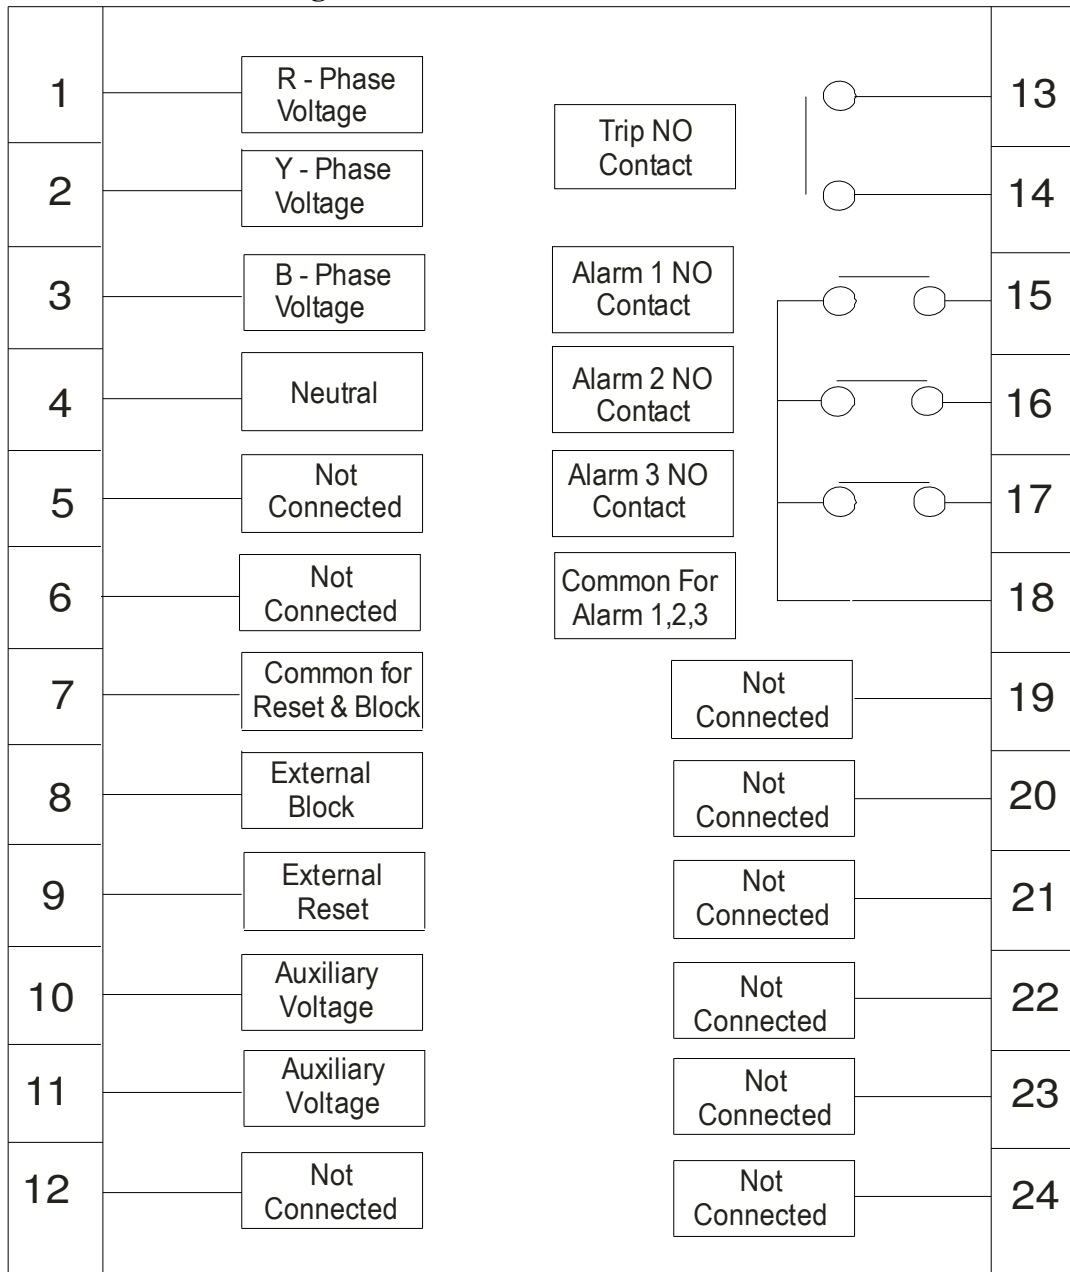 1
R - Phase
Voltage
2
Y - Phase
Voltage
3
B - Phase
Voltage
4
Neutral
5
Not
Connected
6
Not
Connected
7
Common for
Reset & Block
8
External
Block
9
External
Reset
10
Auxiliary
Voltage
11
Auxiliary
Voltage
12
Not
Connected
Trip NO
Contact
13
14
Alarm 1 NO
Contact
15
Alarm 2 NO
Contact
16
Alarm 3 NO
Contact
17
Common For
Alarm 1,2,3
18
Not
Connected
19
Not
Connected
20
Not
Connected
21
Not
Connected
22
Not
Connected
23
Not
Connected
24